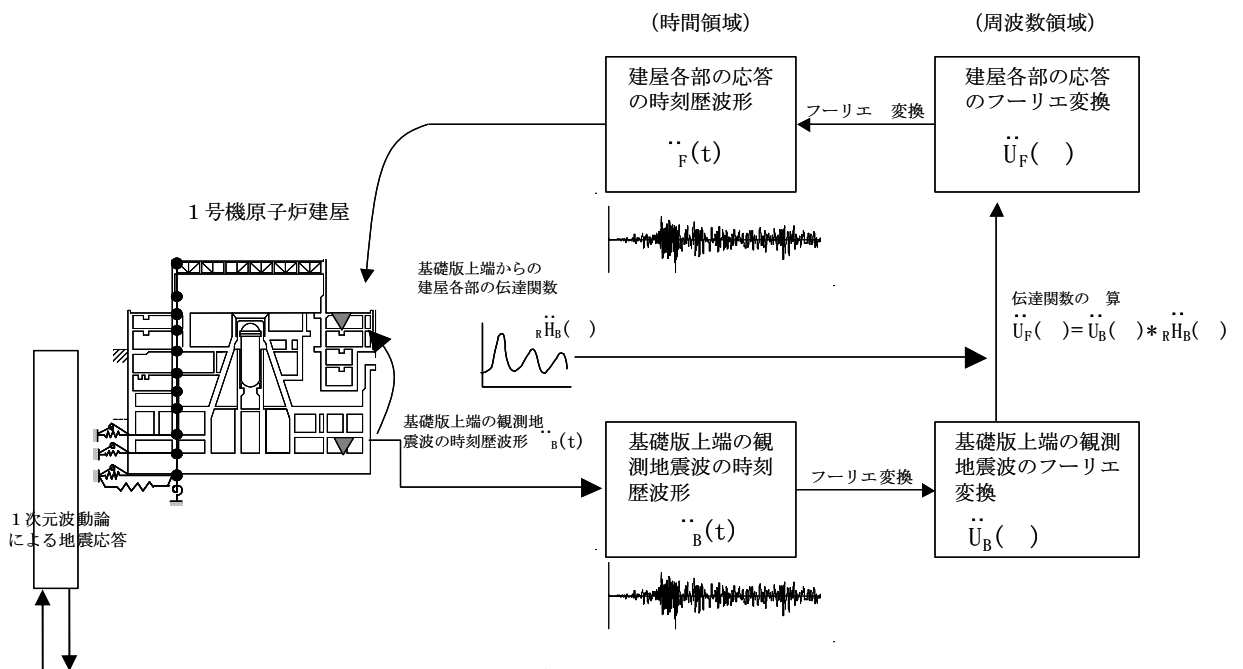 (時間領域)
(周波数領域)
建屋各部の応答
の時刻歴波形
¨F(t)
フーリエ 変換
建屋各部の応答
のフーリエ変換
ÜF( )
1号機原子炉建屋
基礎版上端からの
建屋各部の伝達関数
RḦB( )
伝達関数の 算
ÜF( )=ÜB( )*RḦB( )
基礎版上端の観測地
震波の時刻歴波形 ¨B(t)
基礎版上端の観
測地震波の時刻
歴波形
¨B(t)
フーリエ変換
基礎版上端の観測
地震波のフーリエ
変換
ÜB( )
1次元波動論
による地震応答